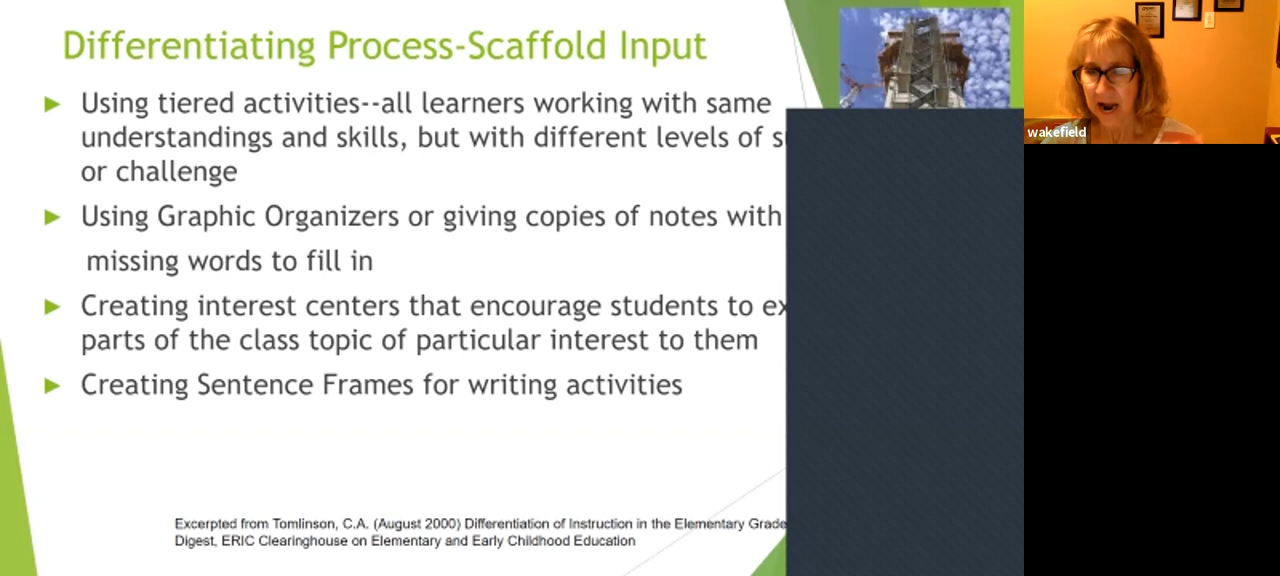 Differentiating Process-Scaffold Input
Using tiered activities--all learners working with same
understandings and skills, but with different levels of
or challenge
Using Graphic Organizers or giving copies of notes with
missing words to fill in
Creating interest centers that encourage students to
parts of the class topic of particular interest to them
Creating Sentence Frames for writing activities
Excerpted from Tomlinson, C.A. (August 2000) Differentiation of Instruction in the Elementary Grade
Digest, ERIC Clearinghouse on Elementary and Early Childhood Education
wakefield